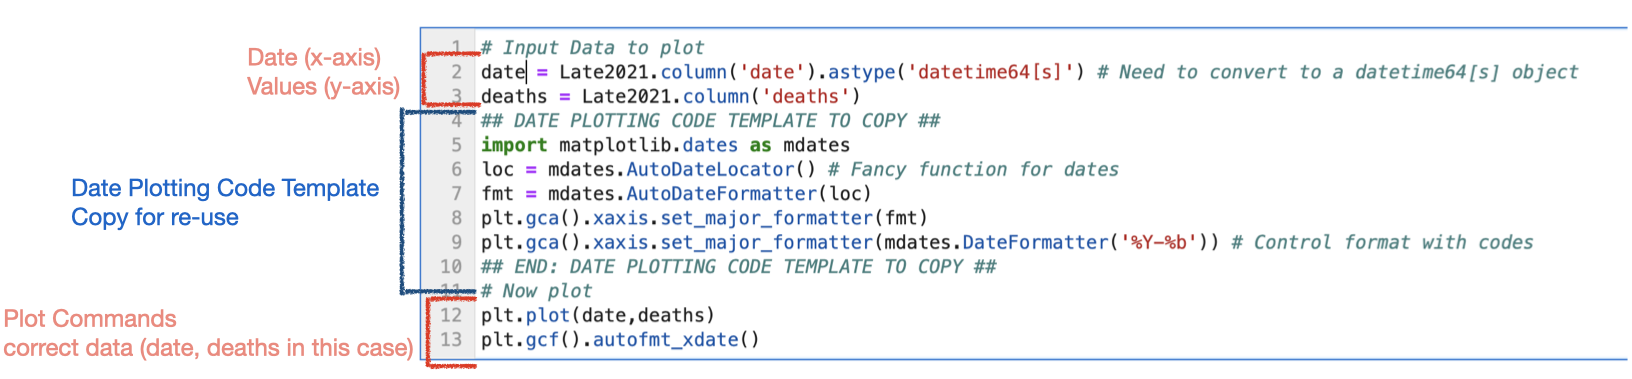 Date (x-axis)
Values (y-axis)
1 # Input Data to plot
2 date = Late2021.column('date').astype('datetime64[s]') # Need to convert to a datetime64[s] object
3 deaths = Late2021.column('deaths')
4 ## DATE PLOTTING CODE TEMPLATE TO COPY ##
5 import matplotlib.dates as mdates
6 loc = mdates.AutoDateLocator() # Fancy function for dates
7 fmt = mdates.AutoDateFormatter(loc)
8 plt.gca().xaxis.set_major_formatter(fmt)
9 plt.gca().xaxis.set_major_formatter(mdates.DateFormatter('%Y-%b')) # Control format with codes
10 ## END: DATE PLOTTING CODE TEMPLATE TO COPY ##
11 # Now plot
12 plt.plot(date,deaths)
13 plt.gcf().autofmt_xdate()
Date Plotting Code Template
Copy for re-use
Plot Commands
correct data (date, deaths in this case)